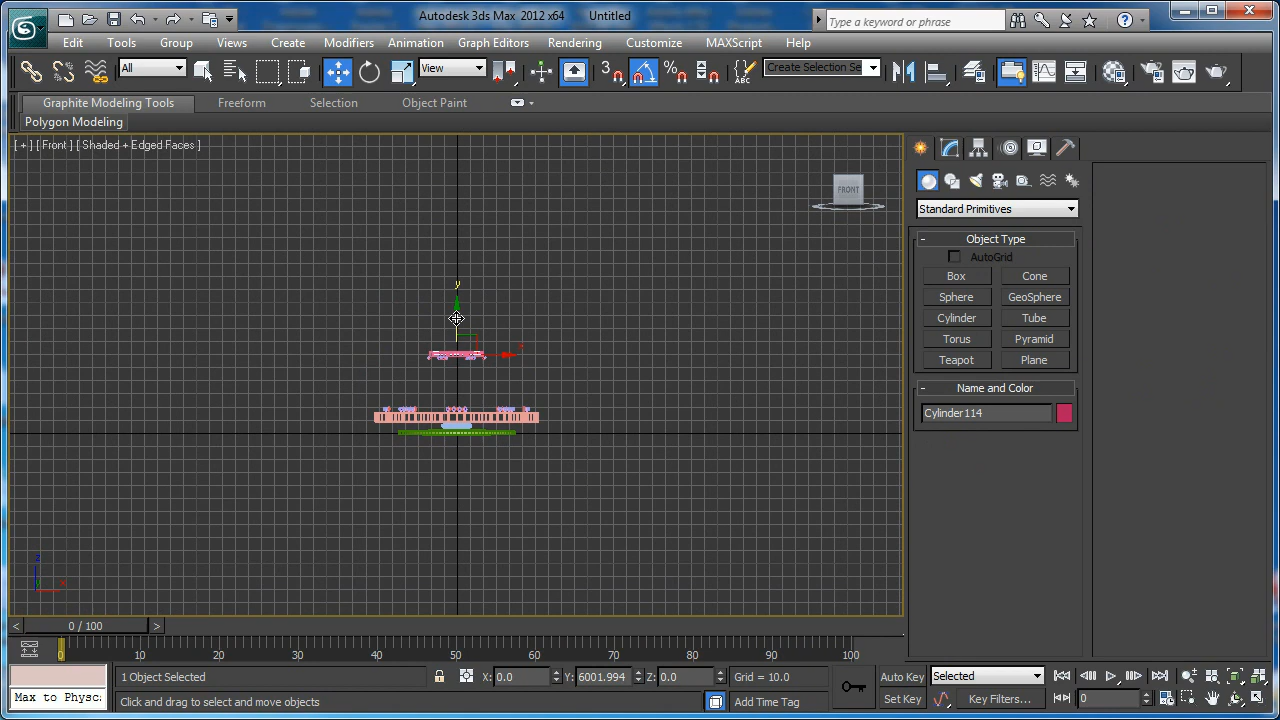 Autodesk 3ds Max 2012 x64 Untitled
Type a keyword or phrase
Edit Tools Group Views Create Modifiers Animation Graph Editors Rendering Customize MAXScript Help
All View 3 % ABC Create Selection Se
Graphite Modeling Tools Freeform Selection Object Paint
Polygon Modeling
[ + ] [ Front ] [ Shaded + Edged Faces ]
FRONT
Standard Primitives
- Object Type
AutoGrid
Box Cone
Sphere GeoSphere
Cylinder Tube
Torus Pyramid
Teapot Plane
- Name and Color
Cylinder114
y
x
z
x
y
< 0 / 100 >
0 10 20 30 40 50 60 70 80 90 100
1 Object Selected X: 0.0 Y: 6001.994 Z: 0.0 Grid = 10.0 Auto Key Selected
Max to Physc
Click and drag to select and move objects Add Time Tag Set Key Key Filters... 0